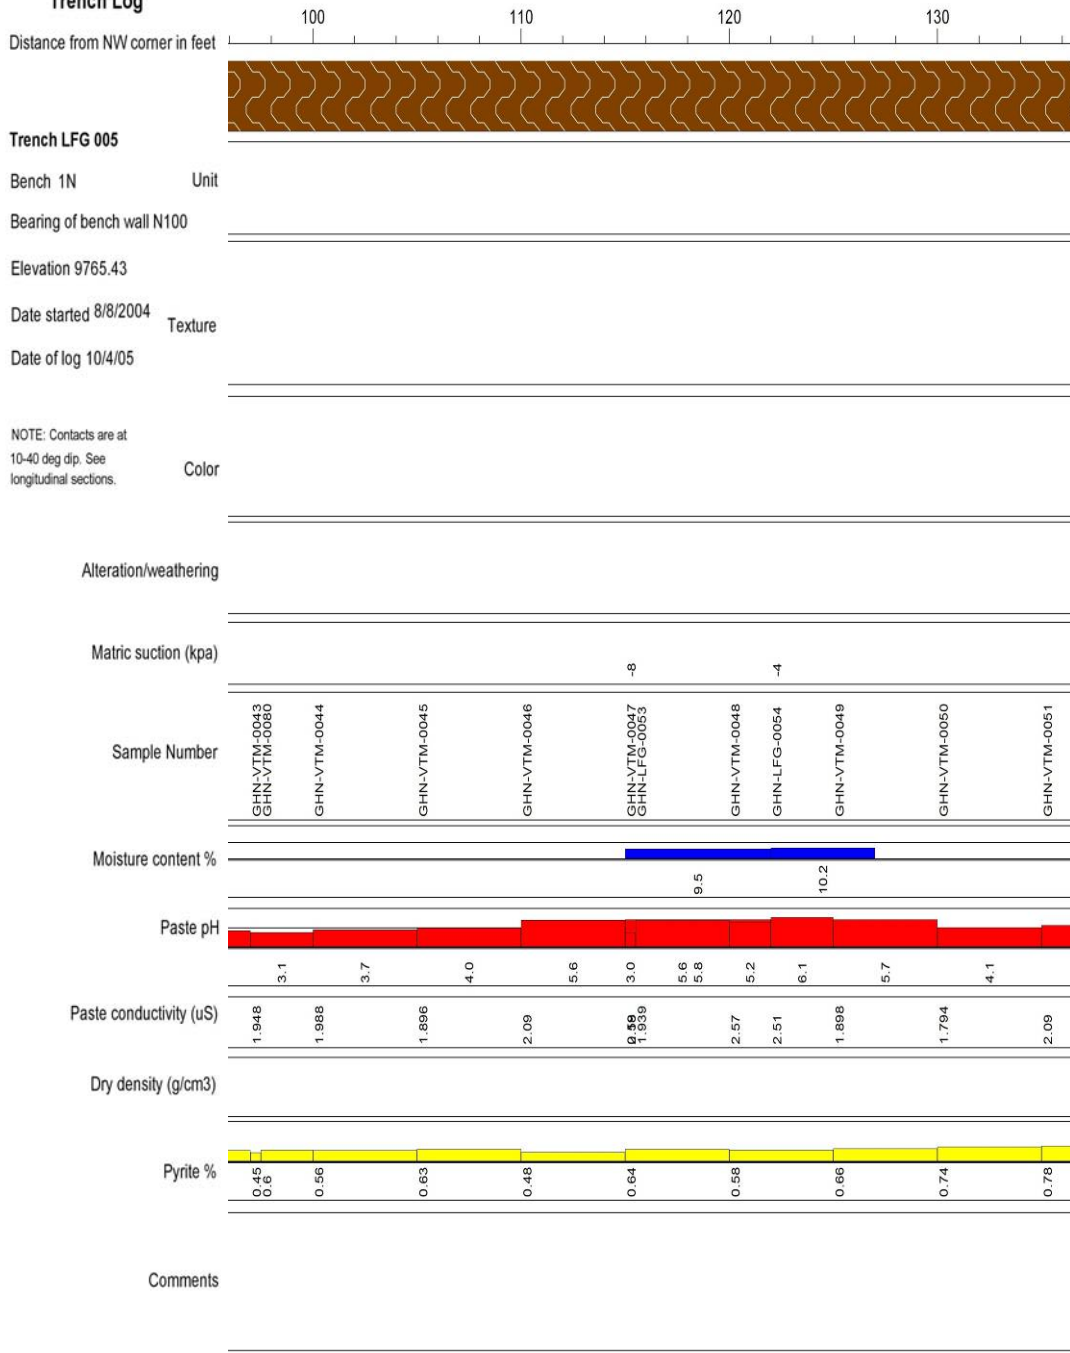 Trench Log
100 110 120 130
Distance from NW corner in feet
Trench LFG 005
Bench 1N
Unit
Bearing of bench wall N100
Elevation 9765.43
Date started 8/8/2004
Texture
Date of log 10/4/05
NOTE: Contacts are at
10-40 deg dip. See
longitudinal sections.
Color
Alteration/weathering
Matric suction (kpa)
-8 -4
Sample Number
GHN-VTM-0043
GHN-VTM-0080
GHN-VTM-0044
GHN-VTM-0045
GHN-VTM-0046
GHN-VTM-0047
GHN-LFG-0053
GHN-VTM-0048
GHN-LFG-0054
GHN-VTM-0049
GHN-VTM-0050
GHN-VTM-0051
Moisture content %
9.5 10.2
Paste pH
3.1 3.7 4.0 5.6 3.0 5.6 5.8 5.2 6.1 5.7 4.1
Paste conductivity (uS)
1.948 1.988 1.896 2.09 1.939 2.57 2.51 1.898 1.794 2.09
Dry density (g/cm3)
Pyrite %
0.45 0.6 0.56 0.63 0.48 0.64 0.58 0.66 0.74 0.78
Comments